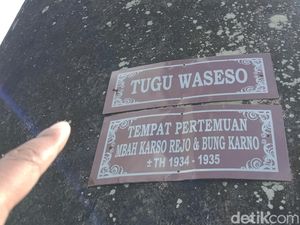 TUGU WASESO
TEMPAT PERTEMUAN
MBAH KARSO REJO & BUNG KARNO
± TH 1934 - 1935
detikcom